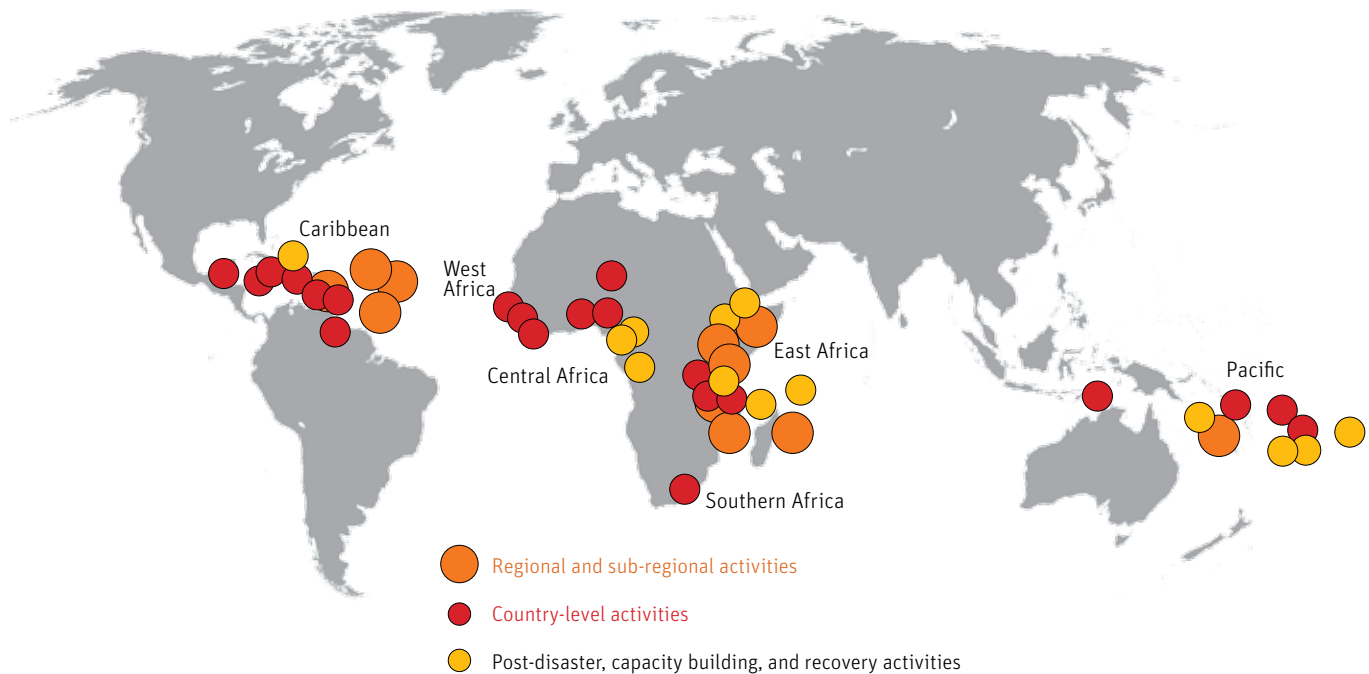 Caribbean
West
Africa
Central Africa
East Africa
Pacific
Southern Africa
Regional and sub-regional activities
Country-level activities
Post-disaster, capacity building, and recovery activities